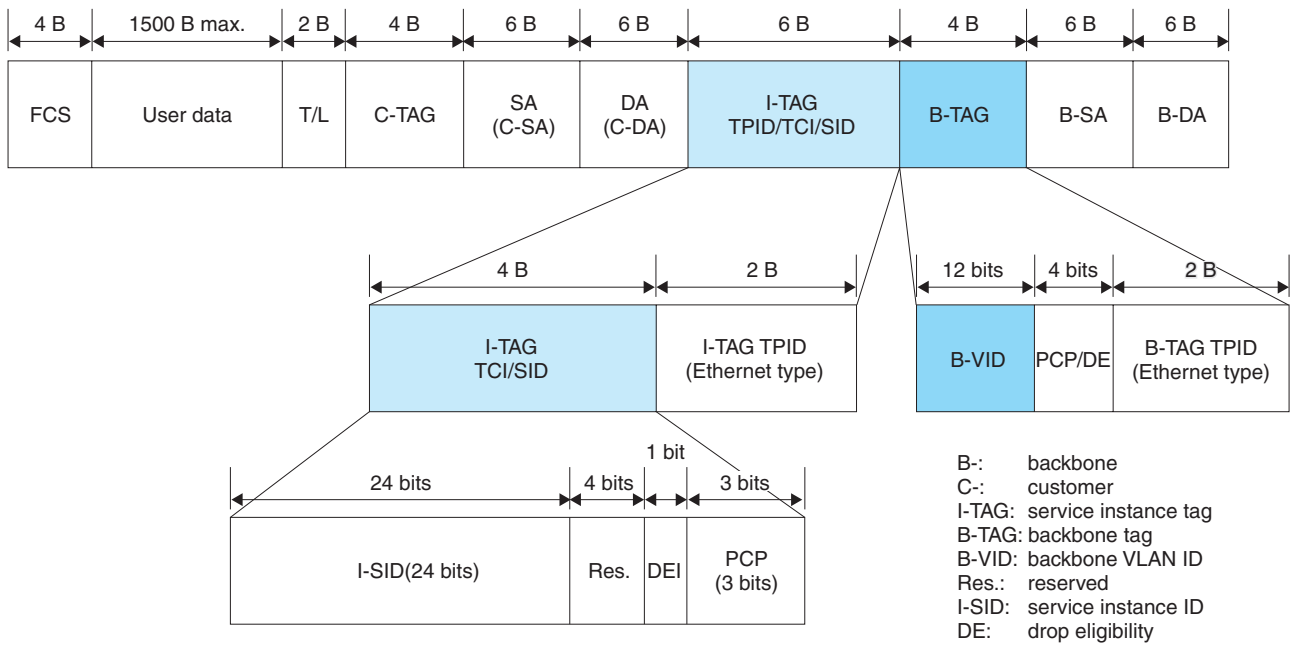 4 B 1500 B max. 2 B 4 B 6 B 6 B 6 B 4 B 6 B 6 B
FCS
User data
T/L
C-TAG
SA
(C-SA)
DA
(C-DA)
I-TAG
TPID/TCI/SID
B-TAG
B-SA
B-DA
4 B 2 B 12 bits 4 bits 2 B
I-TAG
TCI/SID
I-TAG TPID
(Ethernet type)
B-VID
PCP/DE
B-TAG TPID
(Ethernet type)
24 bits 4 bits 1 bit 3 bits
I-SID(24 bits)
Res.
DEI
PCP
(3 bits)
B-: backbone
C-: customer
I-TAG: service instance tag
B-TAG: backbone tag
B-VID: backbone VLAN ID
Res.: reserved
I-SID: service instance ID
DE: drop eligibility